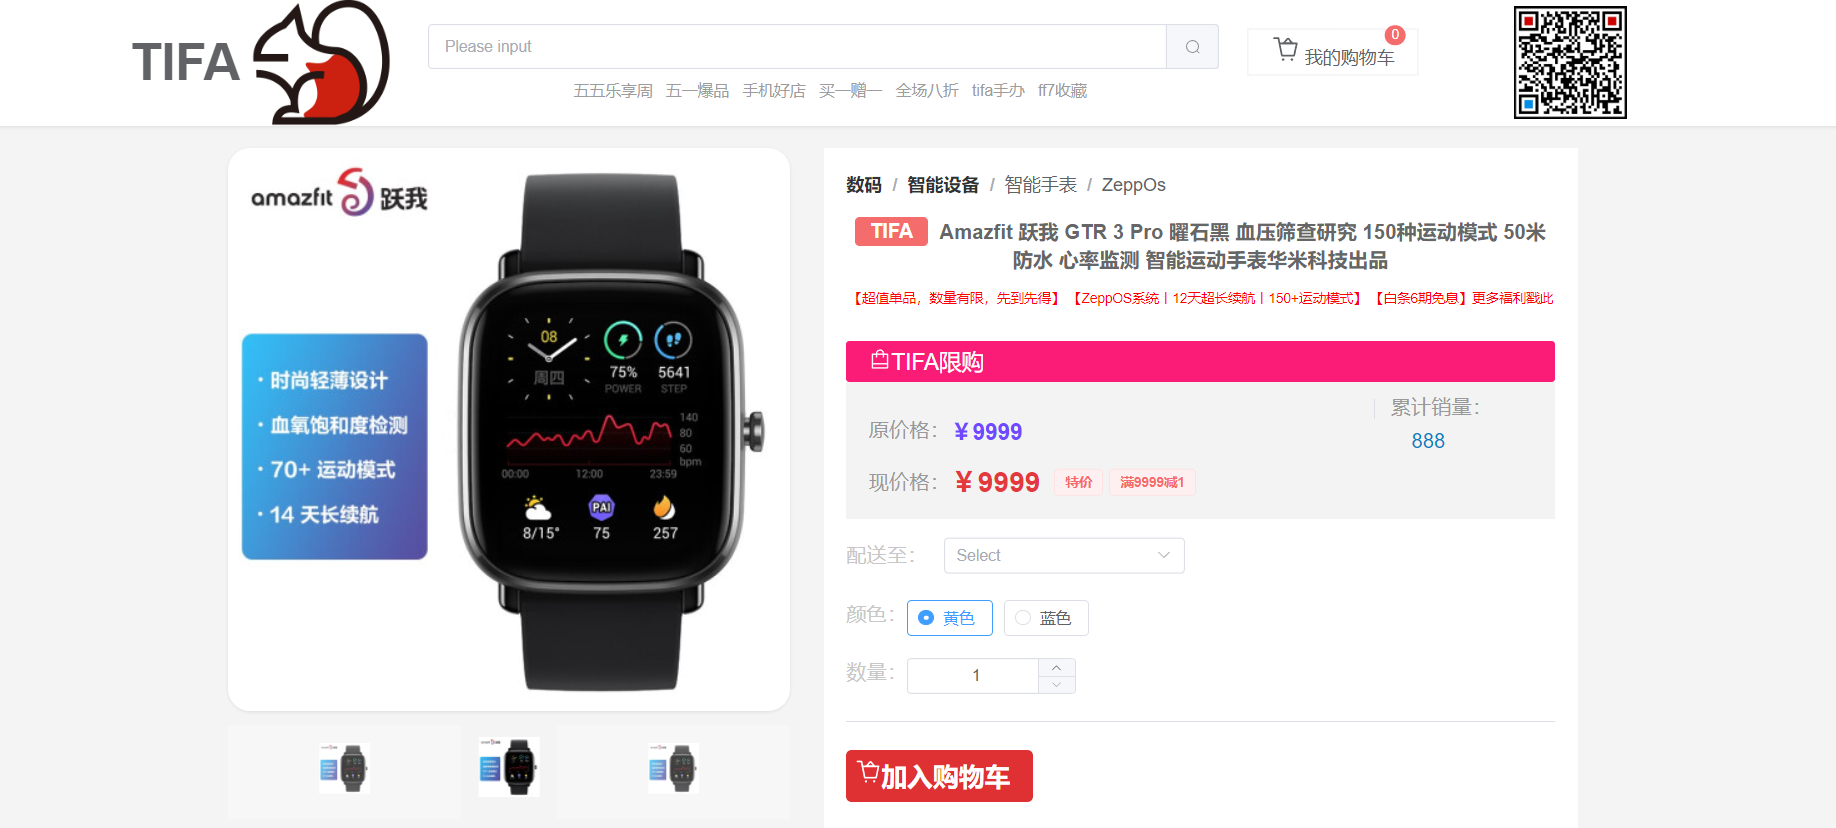 TIFA
Please input
我的购物车
0
五五乐享周 五一爆品 手机好店 买一赠一 全场八折 tifa手办 ff7收藏
amazfit 跃我
· 时尚轻薄设计
· 血氧饱和度检测
· 70+ 运动模式
· 14 天长续航
08
周四
75%
POWER
5641
STEP
140
80
60
bpm
00:00 12:00 23:59
PAI
8/15° 75 257
数码 / 智能设备 / 智能手表 / ZeppOs
TIFA Amazfit 跃我 GTR 3 Pro 曜石黑 血压筛查研究 150种运动模式 50米
防水 心率监测 智能运动手表华米科技出品
【超值单品，数量有限，先到先得】 【ZeppOS系统丨12天超长续航丨150+运动模式】 【白条6期免息】更多福利戳此
TIFA限购
原价格： ￥9999
累计销量：
888
现价格： ￥9999 特价 满9999减1
配送至： Select
颜色： 黄色 蓝色
数量： 1
加入购物车